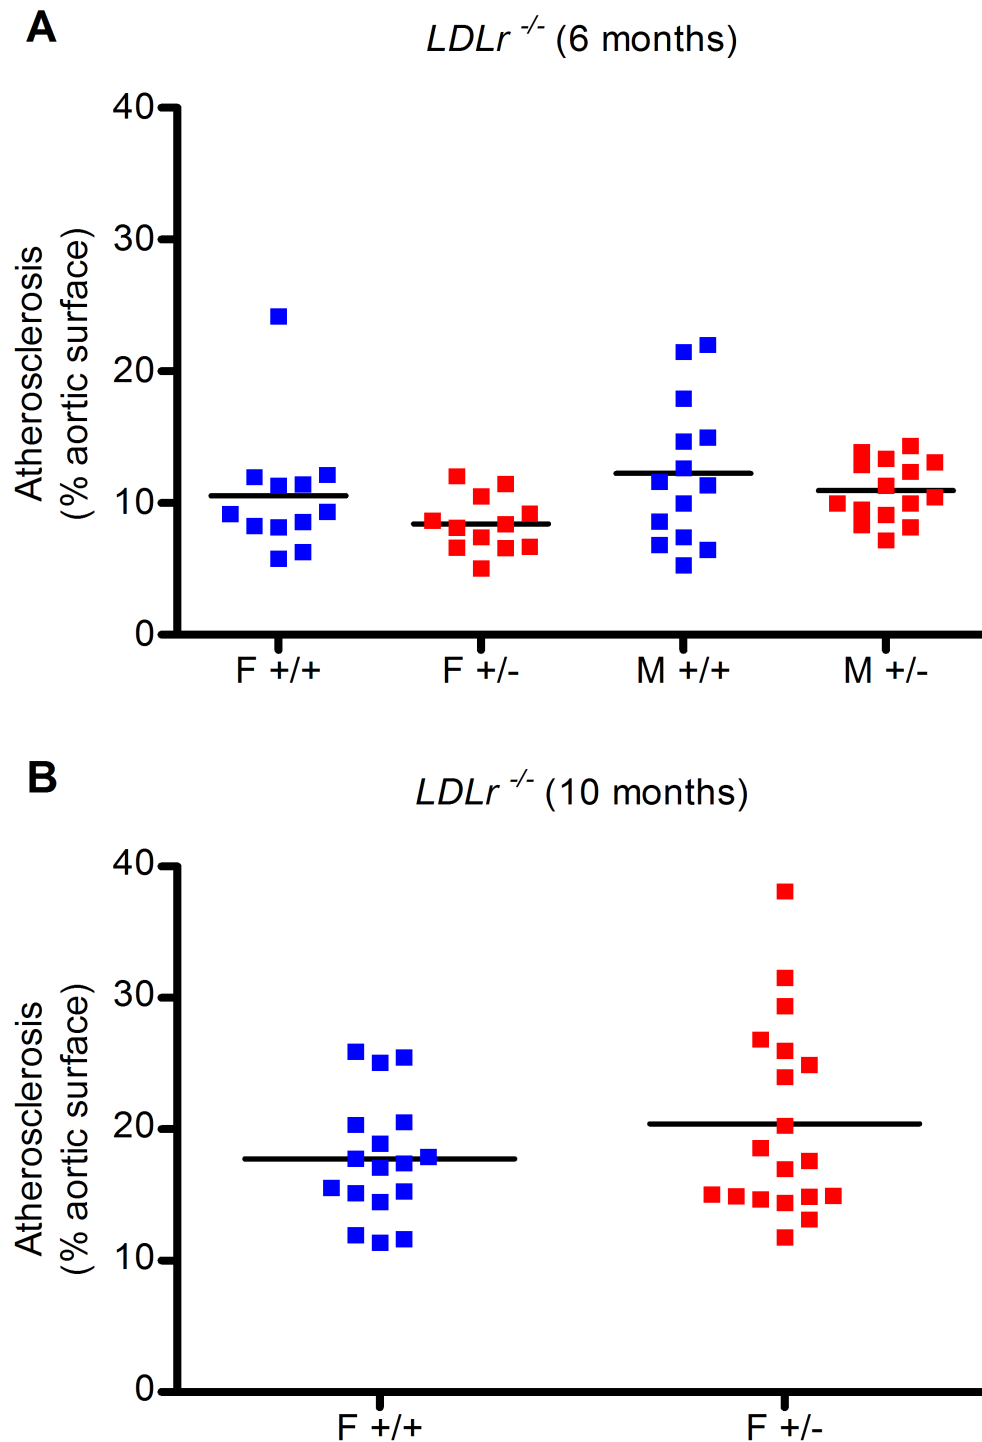 A
LDLr -/- (6 months)
Atherosclerosis
(% aortic surface)
40
30
20
10
0
F +/+
F +/-
M +/+
M +/-
B
LDLr -/- (10 months)
Atherosclerosis
(% aortic surface)
40
30
20
10
0
F +/+
F +/-